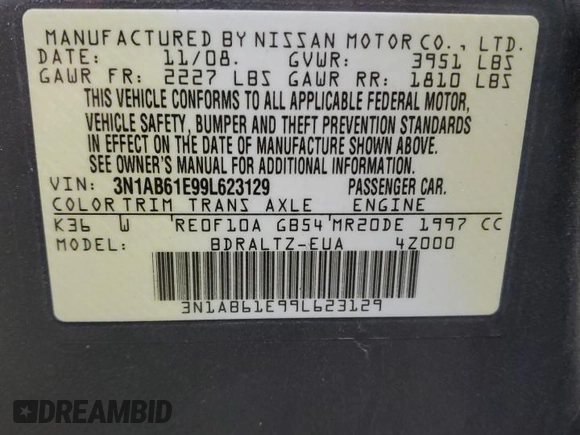 MANUFACTURED BY NISSAN MOTOR CO., LTD.
DATE: 11/08. GVWR: 3951 LBS
GAWR FR: 2227 LBS GAWR RR: 1810 LBS
THIS VEHICLE CONFORMS TO ALL APPLICABLE FEDERAL MOTOR,
VEHICLE SAFETY, BUMPER AND THEFT PREVENTION STANDARDS
IN EFFECT ON THE DATE OF MANUFACTURE SHOWN ABOVE.
SEE OWNER'S MANUAL FOR ADDITIONAL INFORMATION.
VIN: 3N1AB61E99L623129 PASSENGER CAR.
COLOR TRIM TRANS AXLE ENGINE
K36 W RE0F10A GB54 MR20DE 1997 CC
MODEL: BDRALTZ-EUA 4Z000
3N1AB61E99L623129
DREAMBID